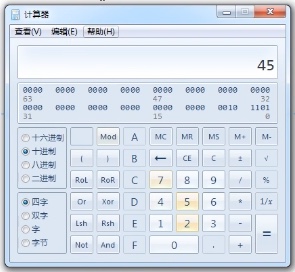 计算器
查看(V) 编辑(E) 帮助(H)
45
0000 0000 0000 0000 0000 0000 0000 0000
63 47 32
0000 0000 0000 0000 0000 0000 0010 1101
31 15 0
十六进制 Mod A MC MR MS M+ M-
十进制 ( ) B ← CE C ± √
八进制
二进制 RoL RoR C 7 8 9 / %
四字 Or Xor D 4 5 6 * 1/x
双字
字 Lsh Rsh E 1 2 3 - =
字节 Not And F 0 . +